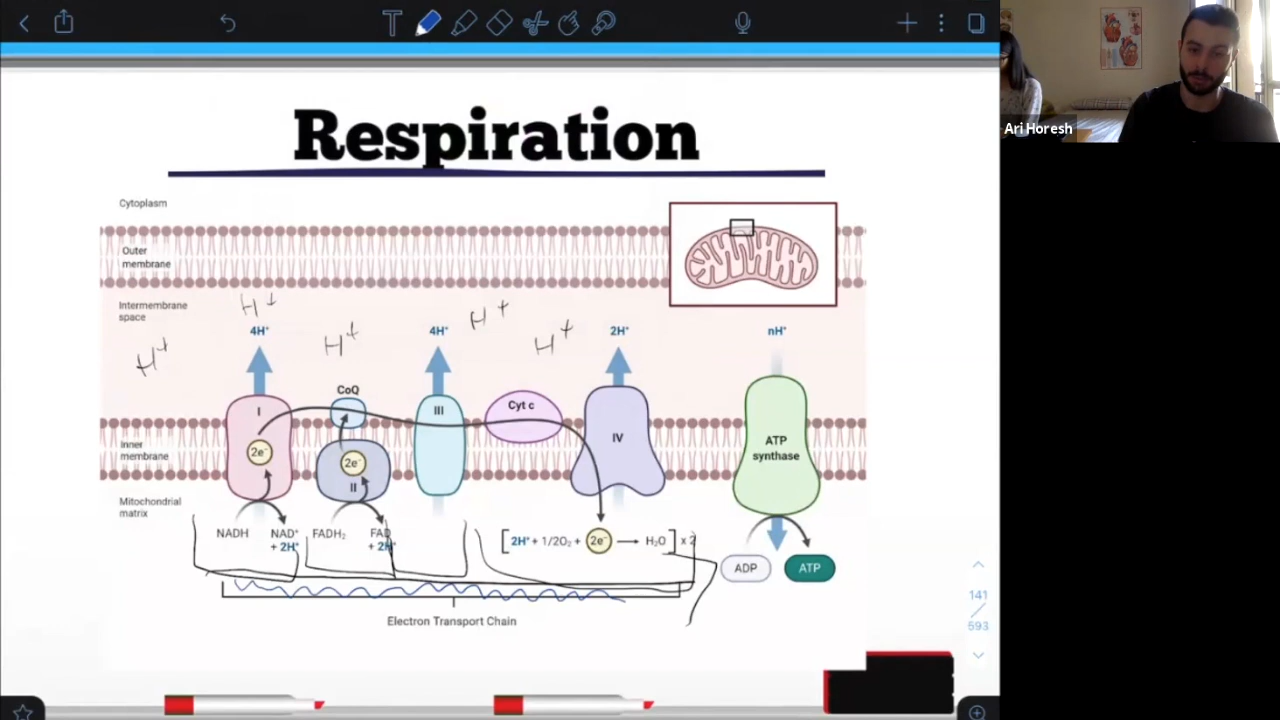 Respiration
Ari Horesh
Cytoplasm
Outer
membrane
Intermembrane
space
H+
H+
H+
H+
H+
4H+
4H+
2H+
nH+
CoQ
I
III
Cyt c
IV
ATP
synthase
2e-
2e-
II
Inner
membrane
Mitochondrial
matrix
NADH
NAD+
+ 2H+
FADH₂
FAD
+ 2H+
[2H+ + 1/2O₂ + 2e- → H₂O] x 2
ADP
ATP
Electron Transport Chain
141
593